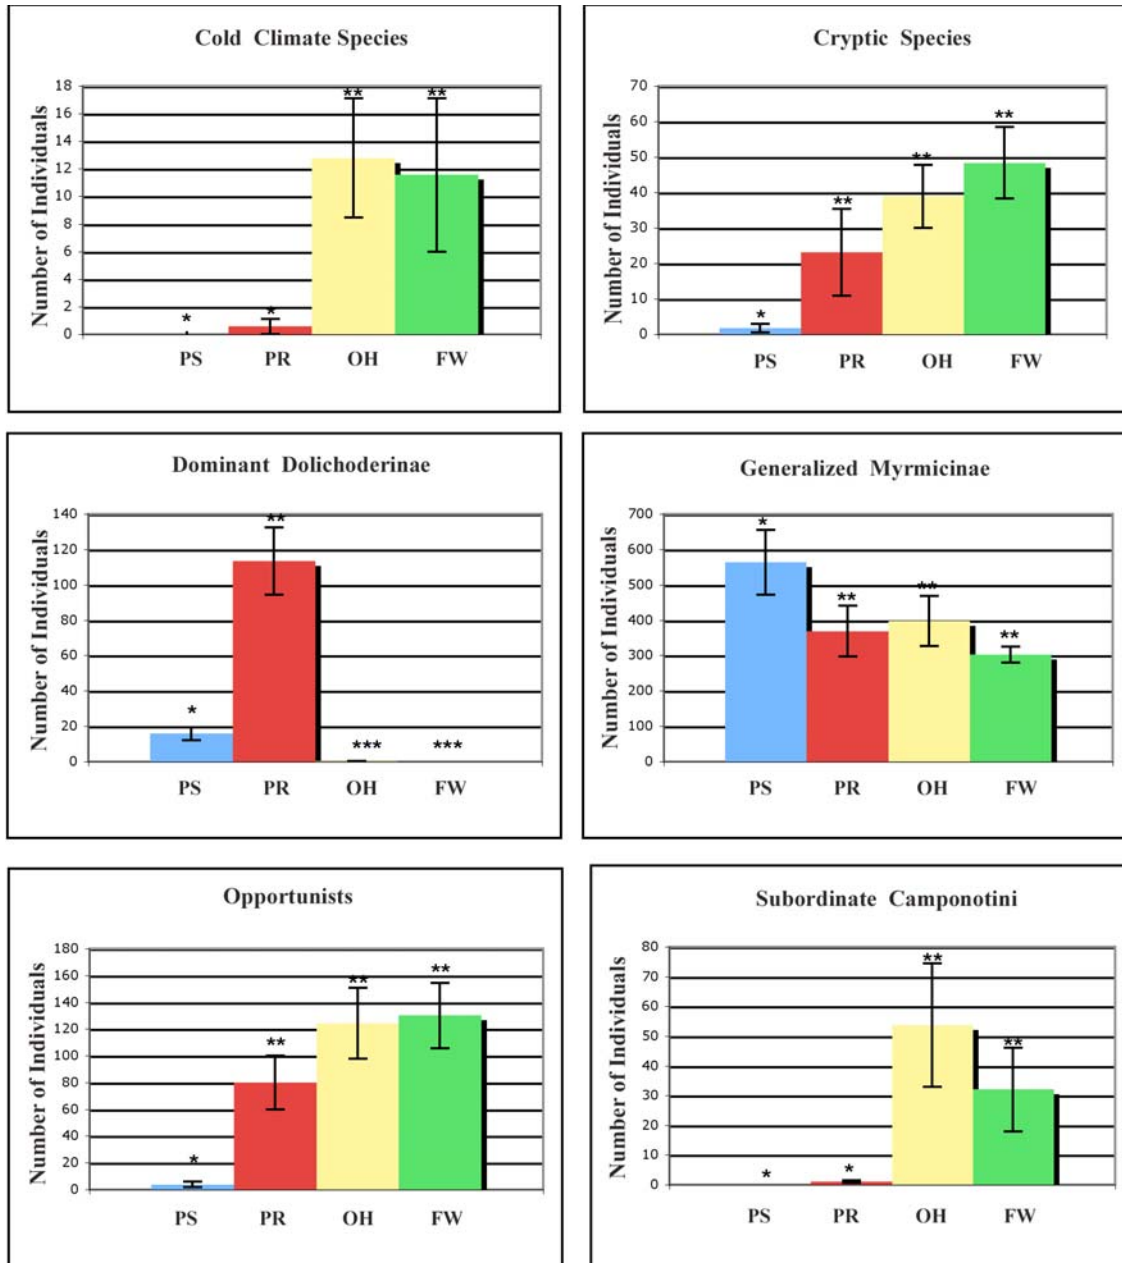 Cold Climate Species
Number of Individuals
18
16
14
12
10
8
6
4
2
0
** **
* *
PS PR OH FW
Cryptic Species
Number of Individuals
70
60
50
40
30
20
10
0
* ** ** **
PS PR OH FW
Dominant Dolichoderinae
Number of Individuals
140
120
100
80
60
40
20
0
* ** *** ***
PS PR OH FW
Generalized Myrmicinae
Number of Individuals
700
600
500
400
300
200
100
0
* ** ** **
PS PR OH FW
Opportunists
Number of Individuals
180
160
140
120
100
80
60
40
20
0
* ** ** **
PS PR OH FW
Subordinate Camponotini
Number of Individuals
80
70
60
50
40
30
20
10
0
* * ** **
PS PR OH FW